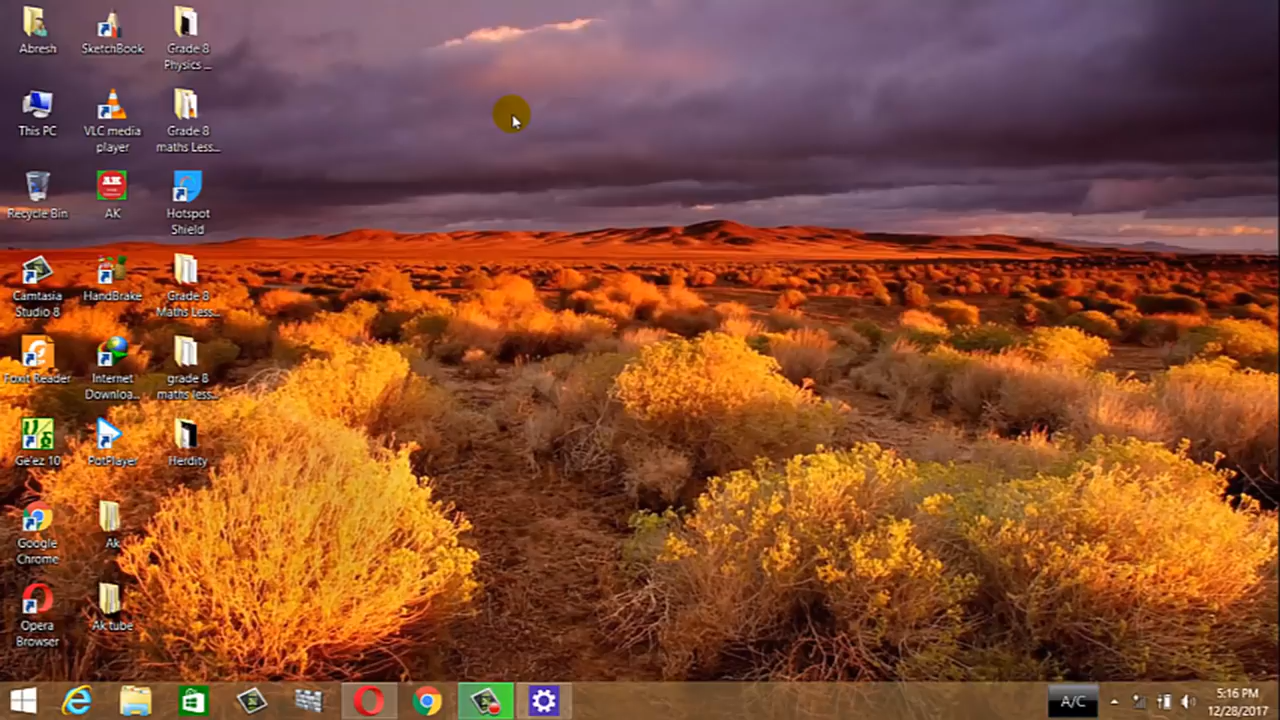 Abresh
SketchBook
Grade 8
Physics ...
This PC
VLC media
player
Grade 8
maths Less...
Recycle Bin
AK
Hotspot
Shield
Camtasia
Studio 8
HandBrake
Grade 8
Maths Less...
Foxit Reader
Internet
Downloa...
grade 8
maths less...
Ge'ez 10
PotPlayer
Herdity
Google
Chrome
Ak
Opera
Browser
Ak tube
A/C
5:16 PM
12/28/2017